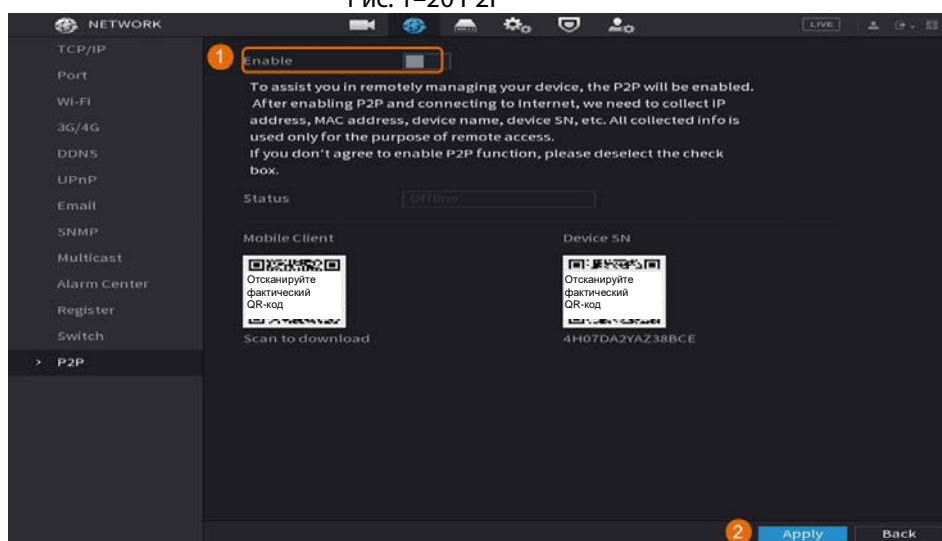 Рис. 1–20 P2P
NETWORK
LIVE
TCP/IP
Port
Wi-Fi
3G/4G
DDNS
UPnP
Email
SNMP
Multicast
Alarm Center
Register
Switch
> P2P
1
Enable
To assist you in remotely managing your device, the P2P will be enabled.
After enabling P2P and connecting to Internet, we need to collect IP
address, MAC address, device name, device SN, etc. All collected info is
used only for the purpose of remote access.
If you don't agree to enable P2P function, please deselect the check
box.
Status
Offline
Mobile Client
Отсканируйте
фактический
QR-код
Scan to download
Device SN
Отсканируйте
фактический
QR-код
4H07DA2YAZ38BCE
2
Apply
Back